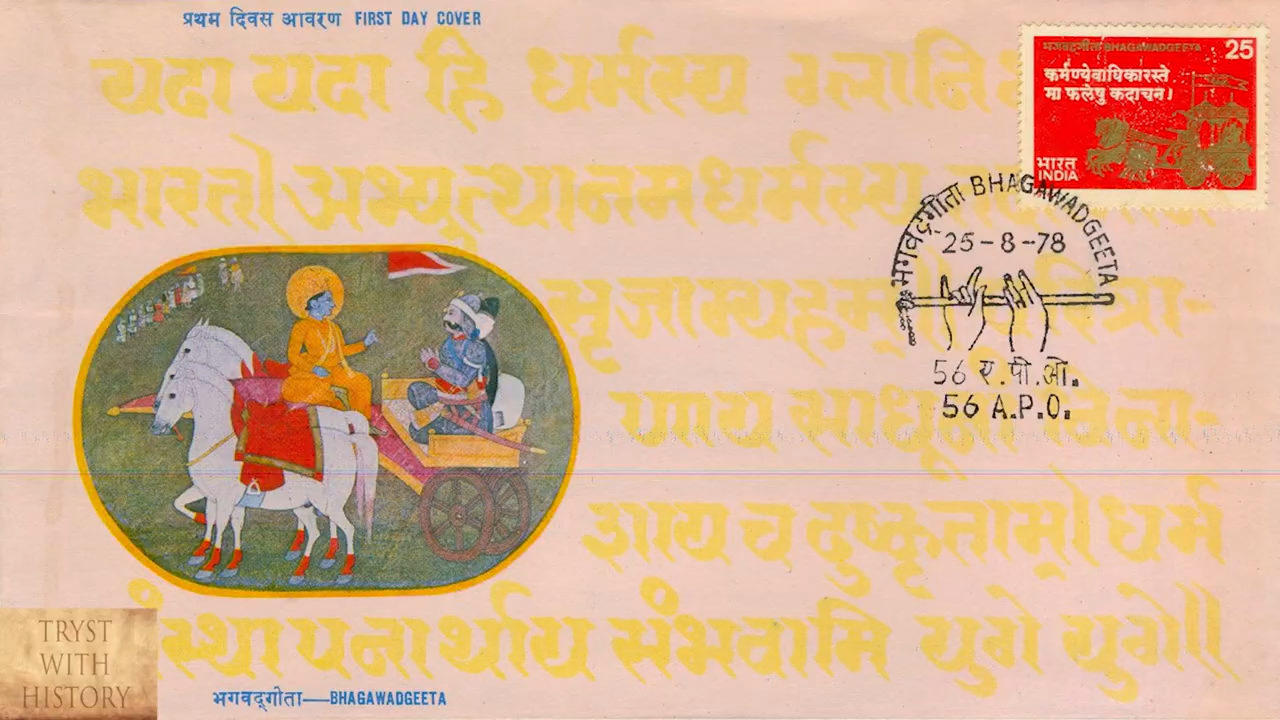 प्रथम दिवस आवरण FIRST DAY COVER
भगवद्गीता BHAGAWADGEETA 25
कर्मण्येवाधिकारस्ते
मा फलेषु कदाचन।
भारत
INDIA
यदा यदा हि धर्मस्य ग्लानि
भारत। अभ्युत्थानमधर्मस्य
भगवद्गीता BHAGAWADGEETA
25-8-78
56 ए.पी.ओ.
56 A.P.O.
सृजाम्यहम्। परित्रा-
णाय साधूनां विना-
शाय च दुष्कृताम्। धर्म
संस्थापनार्थाय संभवामि युगे युगे॥
भगवद्गीता—BHAGAWADGEETA
TRYST
WITH
HISTORY